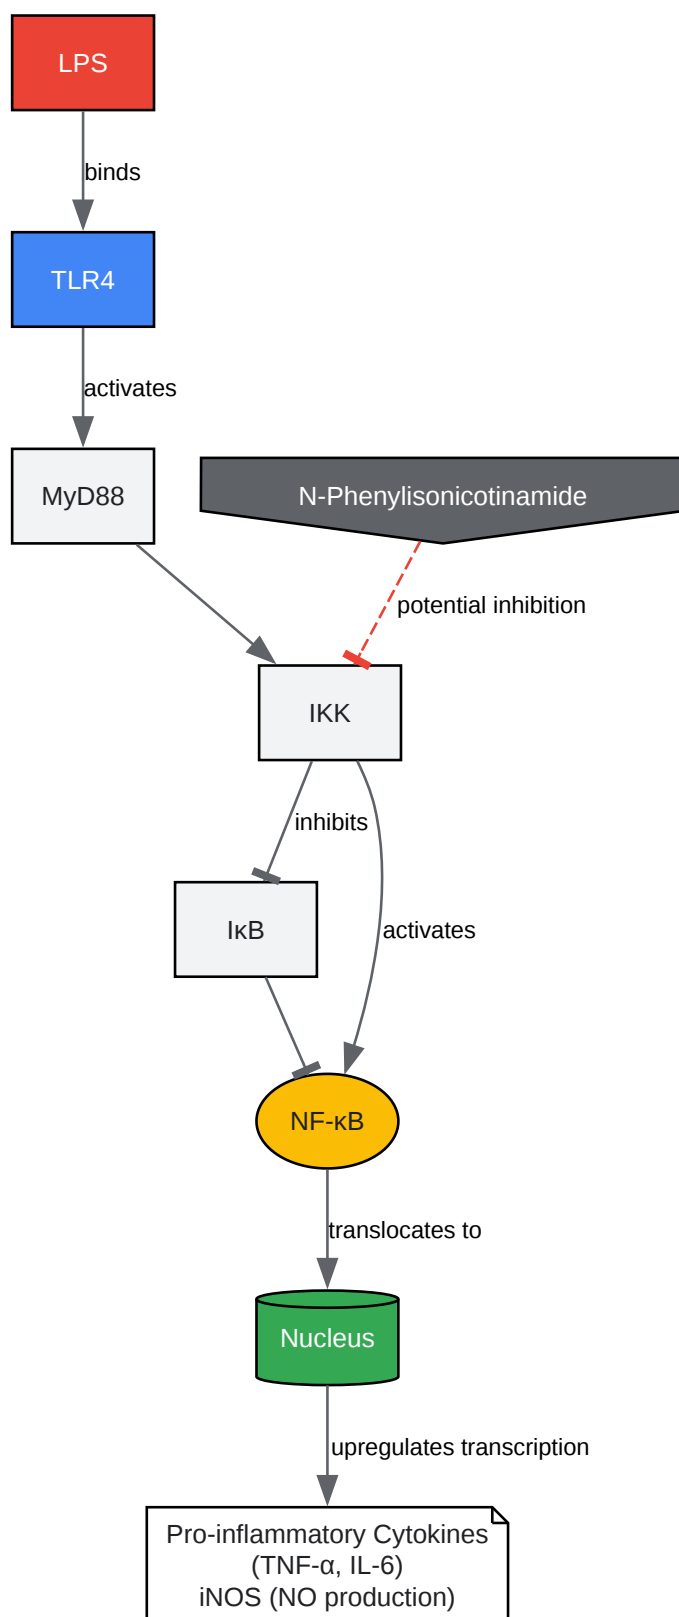 LPS
binds
TLR4
activates
MyD88
N-Phenylisonicotinamide
potential inhibition
IKK
inhibits
IκB
activates
NF-κB
translocates to
Nucleus
upregulates transcription
Pro-inflammatory Cytokines
(TNF-α, IL-6)
iNOS (NO production)